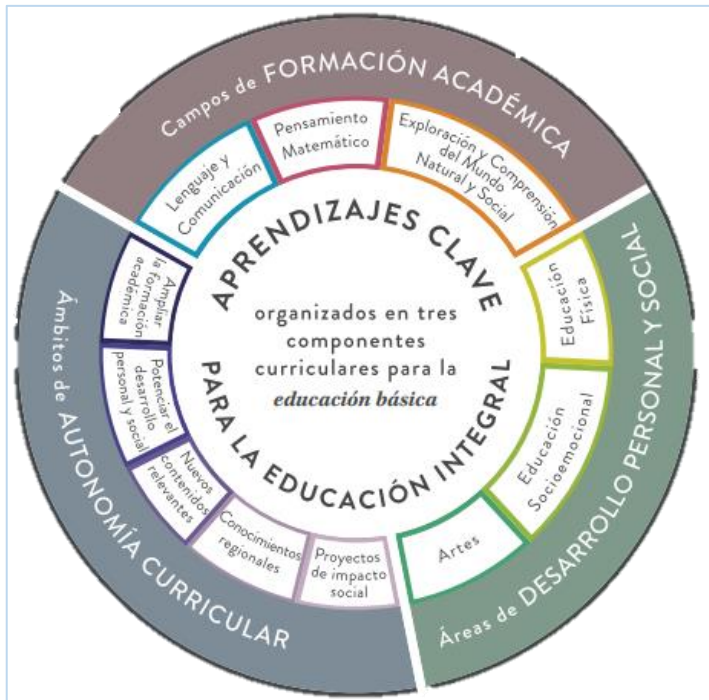 Campos de FORMACIÓN ACADÉMICA
Lenguaje y
Comunicación
Pensamiento
Matemático
Exploración y Comprensión
del Mundo
Natural y Social
Áreas de DESARROLLO PERSONAL Y SOCIAL
Educación
Física
Educación
Socioemocional
Artes
Ámbitos de AUTONOMÍA CURRICULAR
Ampliar
la formación
académica
Potenciar el
desarrollo
personal y social
Nuevos
contenidos
relevantes
Conocimientos
regionales
Proyectos
de impacto
social
APRENDIZAJES CLAVE
organizados en tres
componentes
curriculares para la
educación básica
PARA LA EDUCACIÓN INTEGRAL